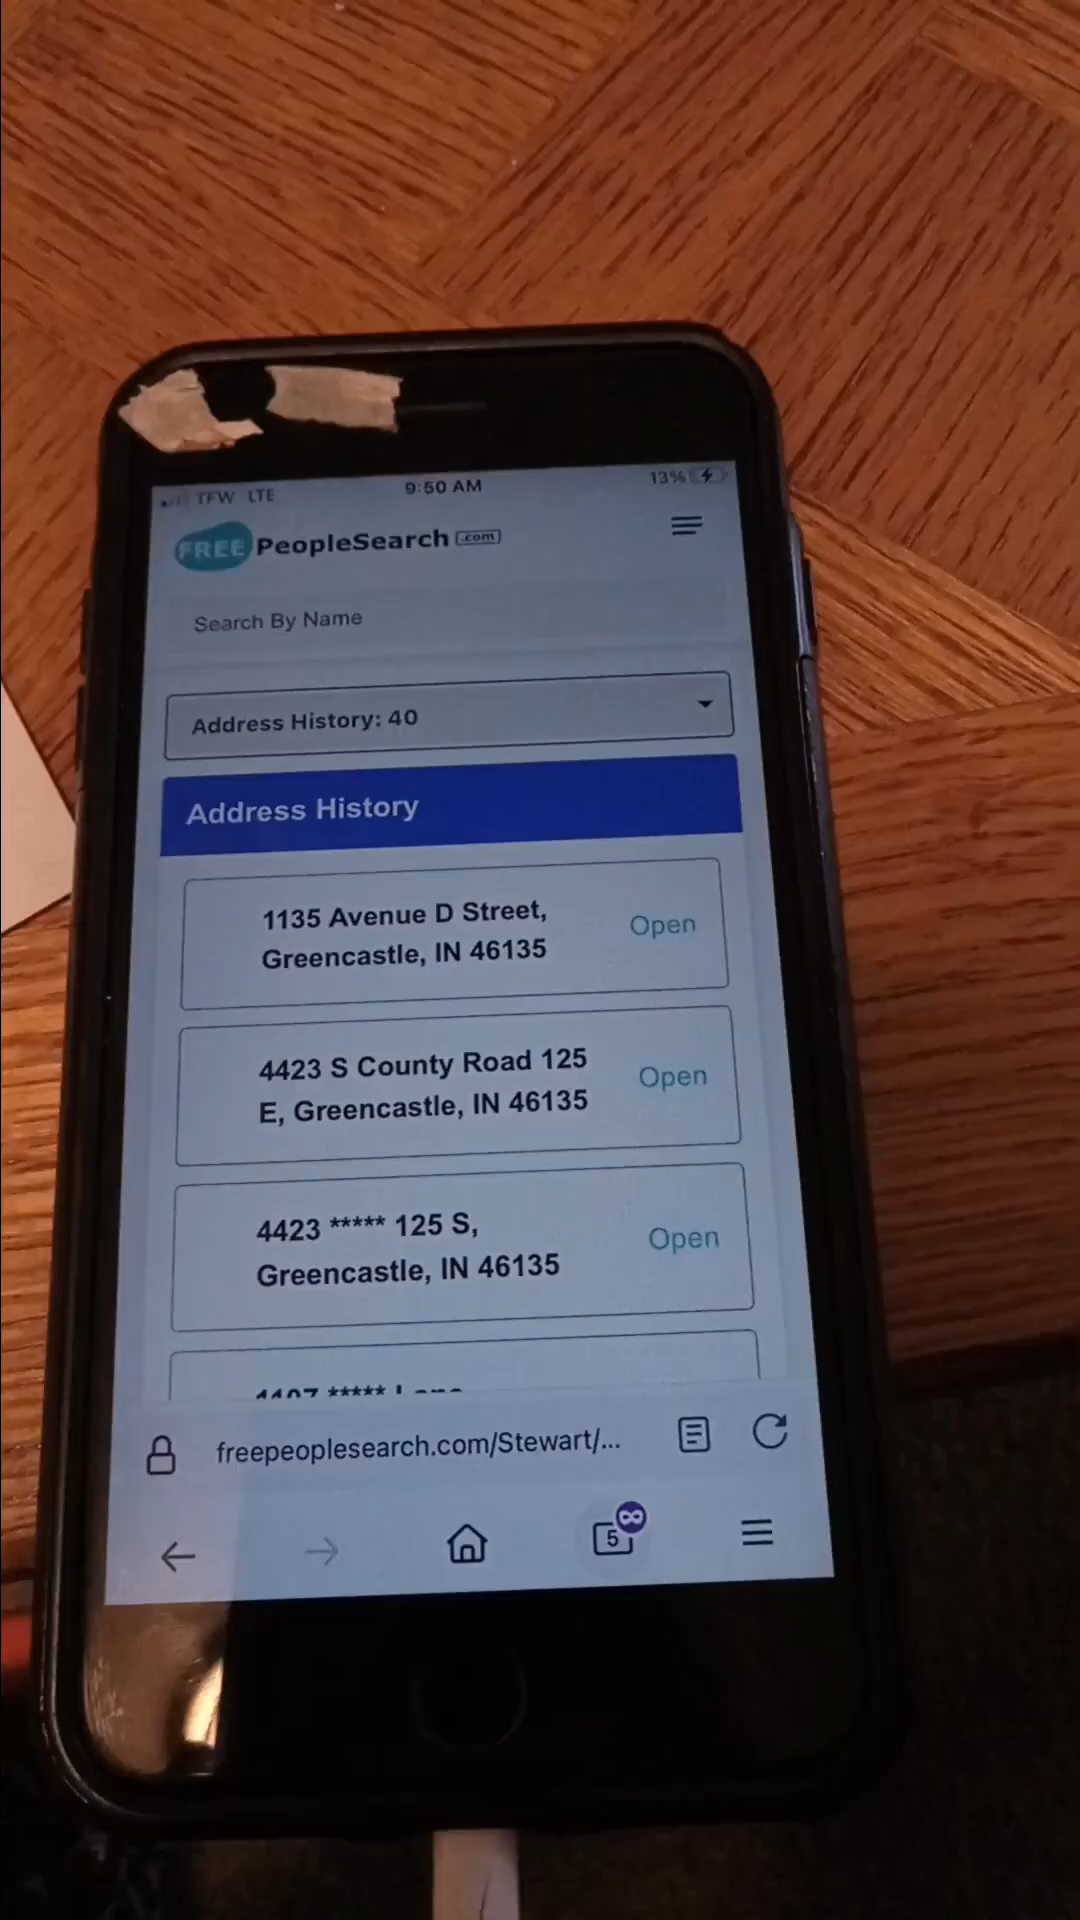 TFW LTE
9:50 AM
13%
FREE PeopleSearch .com
Search By Name
Address History: 40
Address History
1135 Avenue D Street,
Greencastle, IN 46135
Open
4423 S County Road 125
E, Greencastle, IN 46135
Open
4423 ***** 125 S,
Greencastle, IN 46135
Open
freepeoplesearch.com/Stewart/...
5